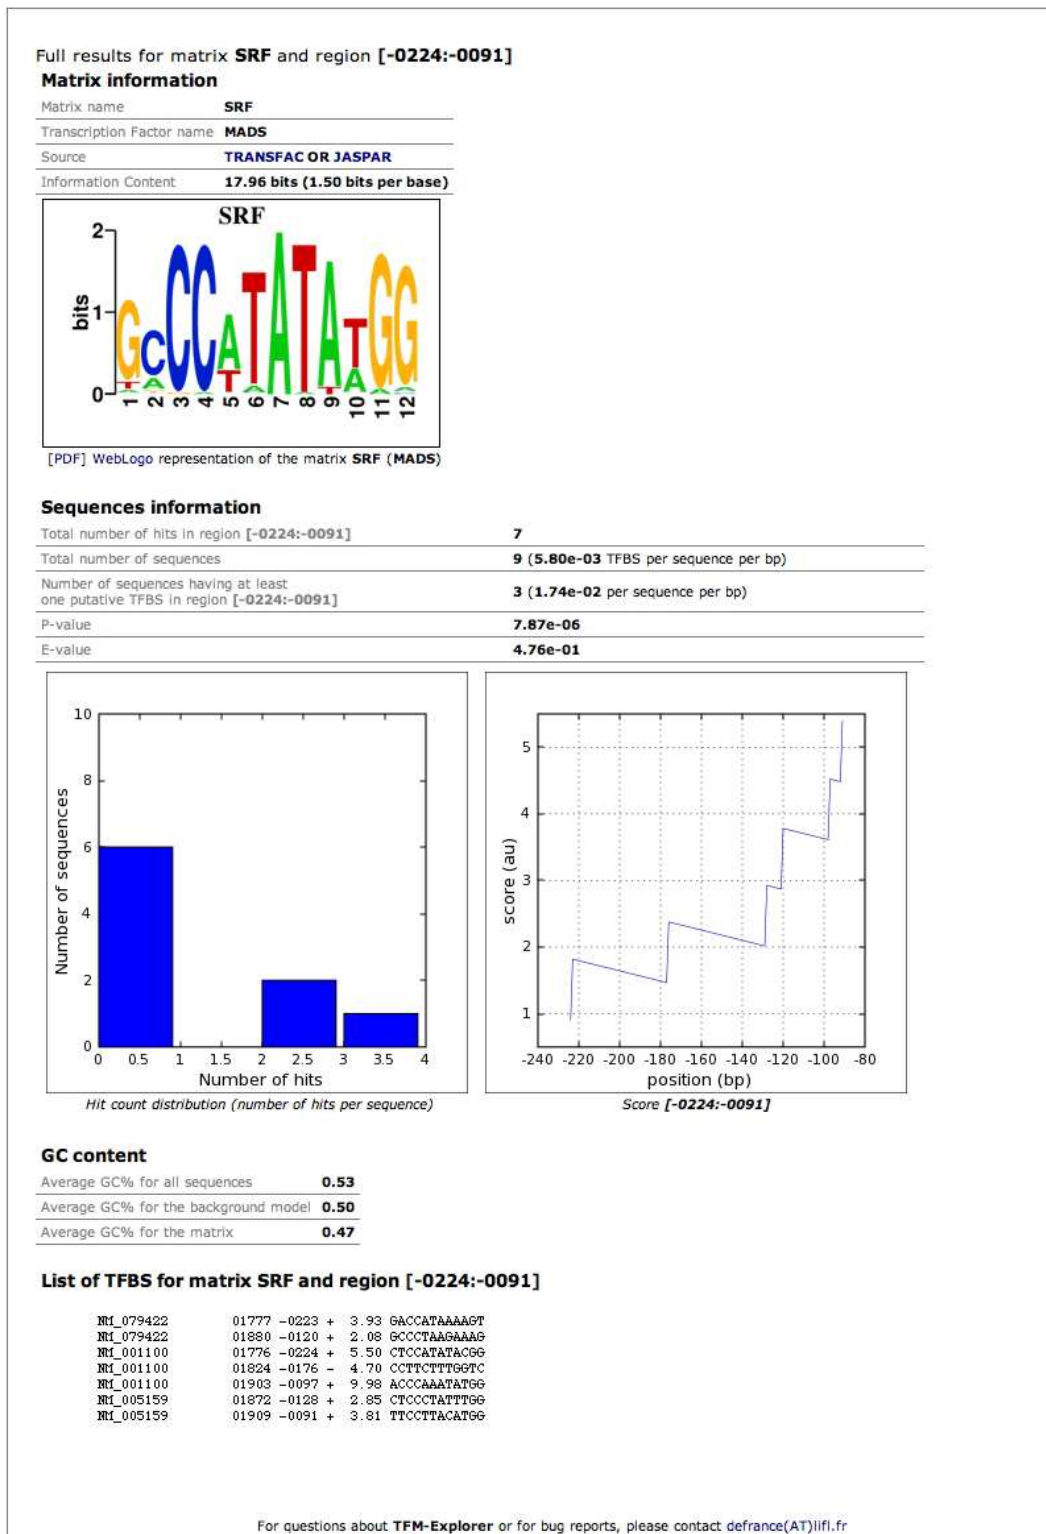 Full results for matrix SRF and region [-0224:-0091]
Matrix information
Matrix name SRF
Transcription Factor name MADS
Source TRANSFAC OR JASPAR
Information Content 17.96 bits (1.50 bits per base)
SRF
2
bits
1
0
GCCCATATATGG
T A T A T A
1 2 3 4 5 6 7 8 9 10 11 12
[PDF] WebLogo representation of the matrix SRF (MADS)
Sequences information
Total number of hits in region [-0224:-0091] 7
Total number of sequences 9 (5.80e-03 TFBS per sequence per bp)
Number of sequences having at least
one putative TFBS in region [-0224:-0091] 3 (1.74e-02 per sequence per bp)
P-value 7.87e-06
E-value 4.76e-01
10
8
6
4
2
0
Number of sequences
0 0.5 1 1.5 2 2.5 3 3.5 4
Number of hits
Hit count distribution (number of hits per sequence)
5
4
3
2
1
score (au)
-240 -220 -200 -180 -160 -140 -120 -100 -80
position (bp)
Score [-0224:-0091]
GC content
Average GC% for all sequences 0.53
Average GC% for the background model 0.50
Average GC% for the matrix 0.47
List of TFBS for matrix SRF and region [-0224:-0091]
NM_079422 01777 -0223 + 3.93 GACCATAAAAGT
NM_079422 01880 -0120 + 2.08 GCCCTAAGAAAG
NM_001100 01776 -0224 + 5.50 CTCCATATACGG
NM_001100 01824 -0176 - 4.70 CCTTCTTTGGTC
NM_001100 01903 -0097 + 9.98 ACCCAAATATGG
NM_005159 01872 -0128 + 2.85 CTCCCTATTTGG
NM_005159 01909 -0091 + 3.81 TTCCTTACATGG
For questions about TFM-Explorer or for bug reports, please contact defrance(AT)lifl.fr